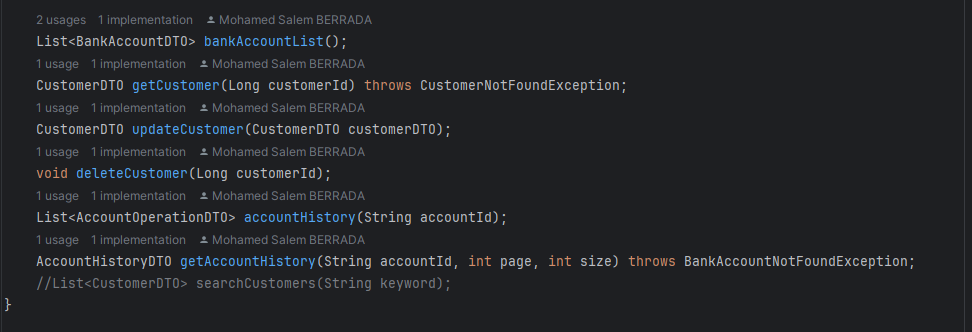 2 usages 1 implementation Mohamed Salem BERRADA
List<BankAccountDTO> bankAccountList();
1 usage 1 implementation Mohamed Salem BERRADA
CustomerDTO getCustomer(Long customerId) throws CustomerNotFoundException;
1 usage 1 implementation Mohamed Salem BERRADA
CustomerDTO updateCustomer(CustomerDTO customerDTO);
1 usage 1 implementation Mohamed Salem BERRADA
void deleteCustomer(Long customerId);
1 usage 1 implementation Mohamed Salem BERRADA
List<AccountOperationDTO> accountHistory(String accountId);
1 usage 1 implementation Mohamed Salem BERRADA
AccountHistoryDTO getAccountHistory(String accountId, int page, int size) throws BankAccountNotFoundException;
//List<CustomerDTO> searchCustomers(String keyword);
}